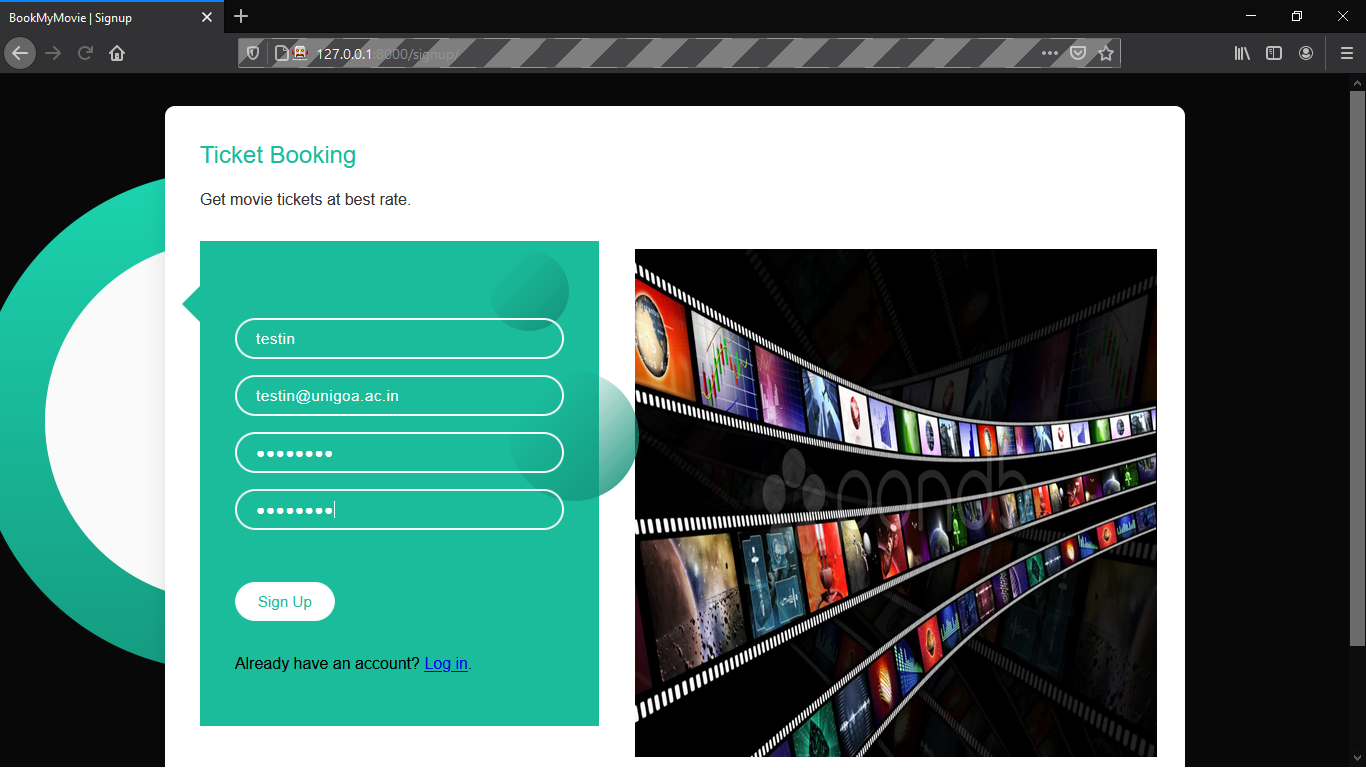 BookMyMovie | Signup
127.0.0.1:8000/signup/
Ticket Booking
Get movie tickets at best rate.
testin
testin@unigoa.ac.in
••••••••
••••••••
Sign Up
Already have an account? Log in.